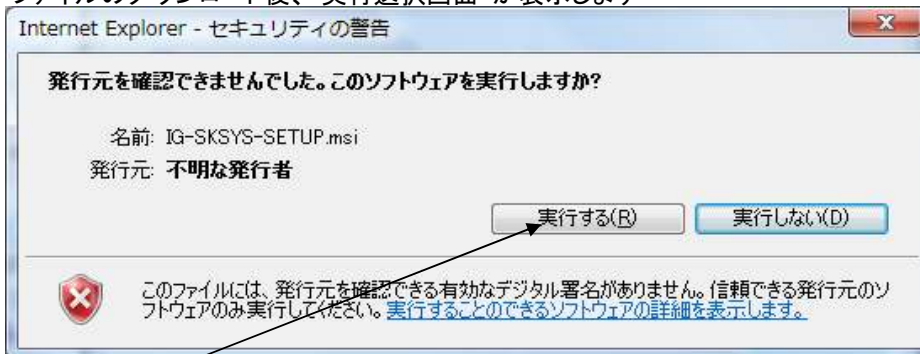 ファイルのダウンロード後、"実行選択画面"が表示します
Internet Explorer - セキュリティの警告
発行元を確認できませんでした。このソフトウェアを実行しますか?
名前: IG-SKSYS-SETUP.msi
発行元: 不明な発行者
実行する(R) 実行しない(D)
このファイルには、発行元を確認できる有効なデジタル署名がありません。信頼できる発行元のソ
フトウェアのみ実行してください。実行することのできるソフトウェアの詳細を表示します。